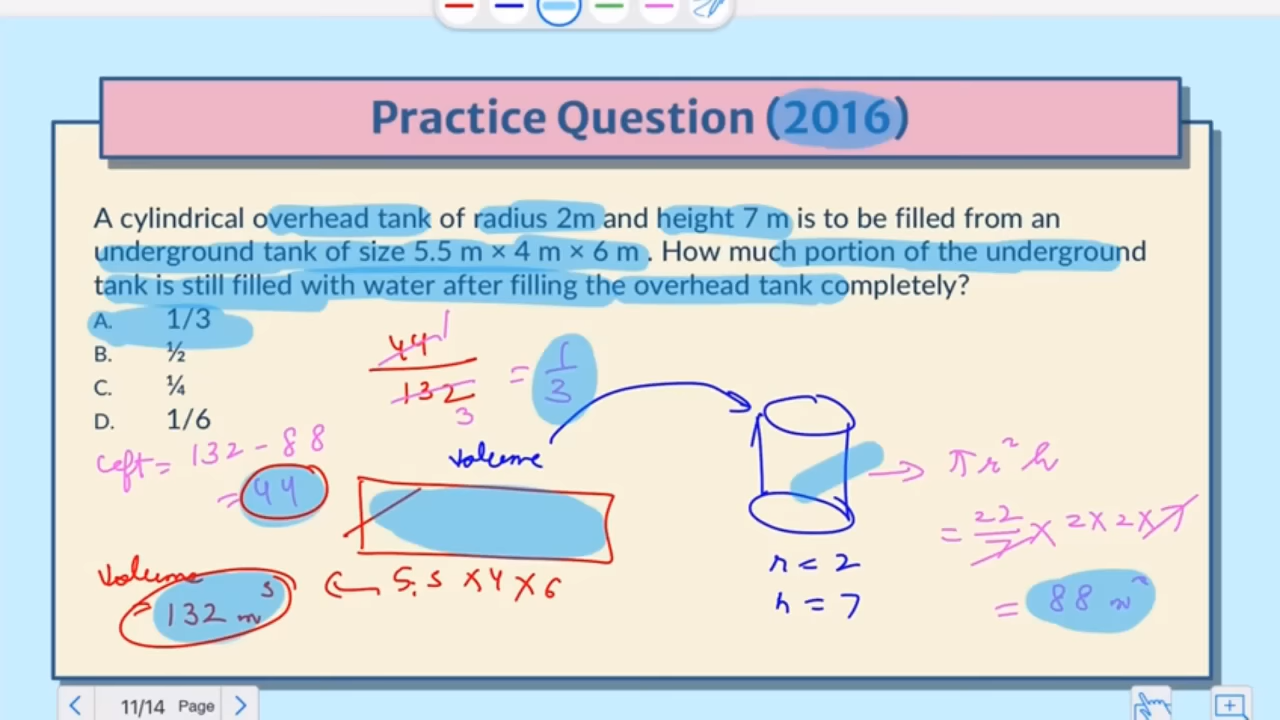 Practice Question (2016)
A cylindrical overhead tank of radius 2m and height 7 m is to be filled from an
underground tank of size 5.5 m × 4 m × 6 m . How much portion of the underground
tank is still filled with water after filling the overhead tank completely?
A. 1/3
B. ½
C. ¼
D. 1/6
44 1
132 3
= 1/3
left = 132 - 88
= 44
volume
volume
132 m³
5.5 × 4 × 6
r = 2
h = 7
πr²h
= 22/7 × 2 × 2 × 7
= 88 m³
11/14 Page